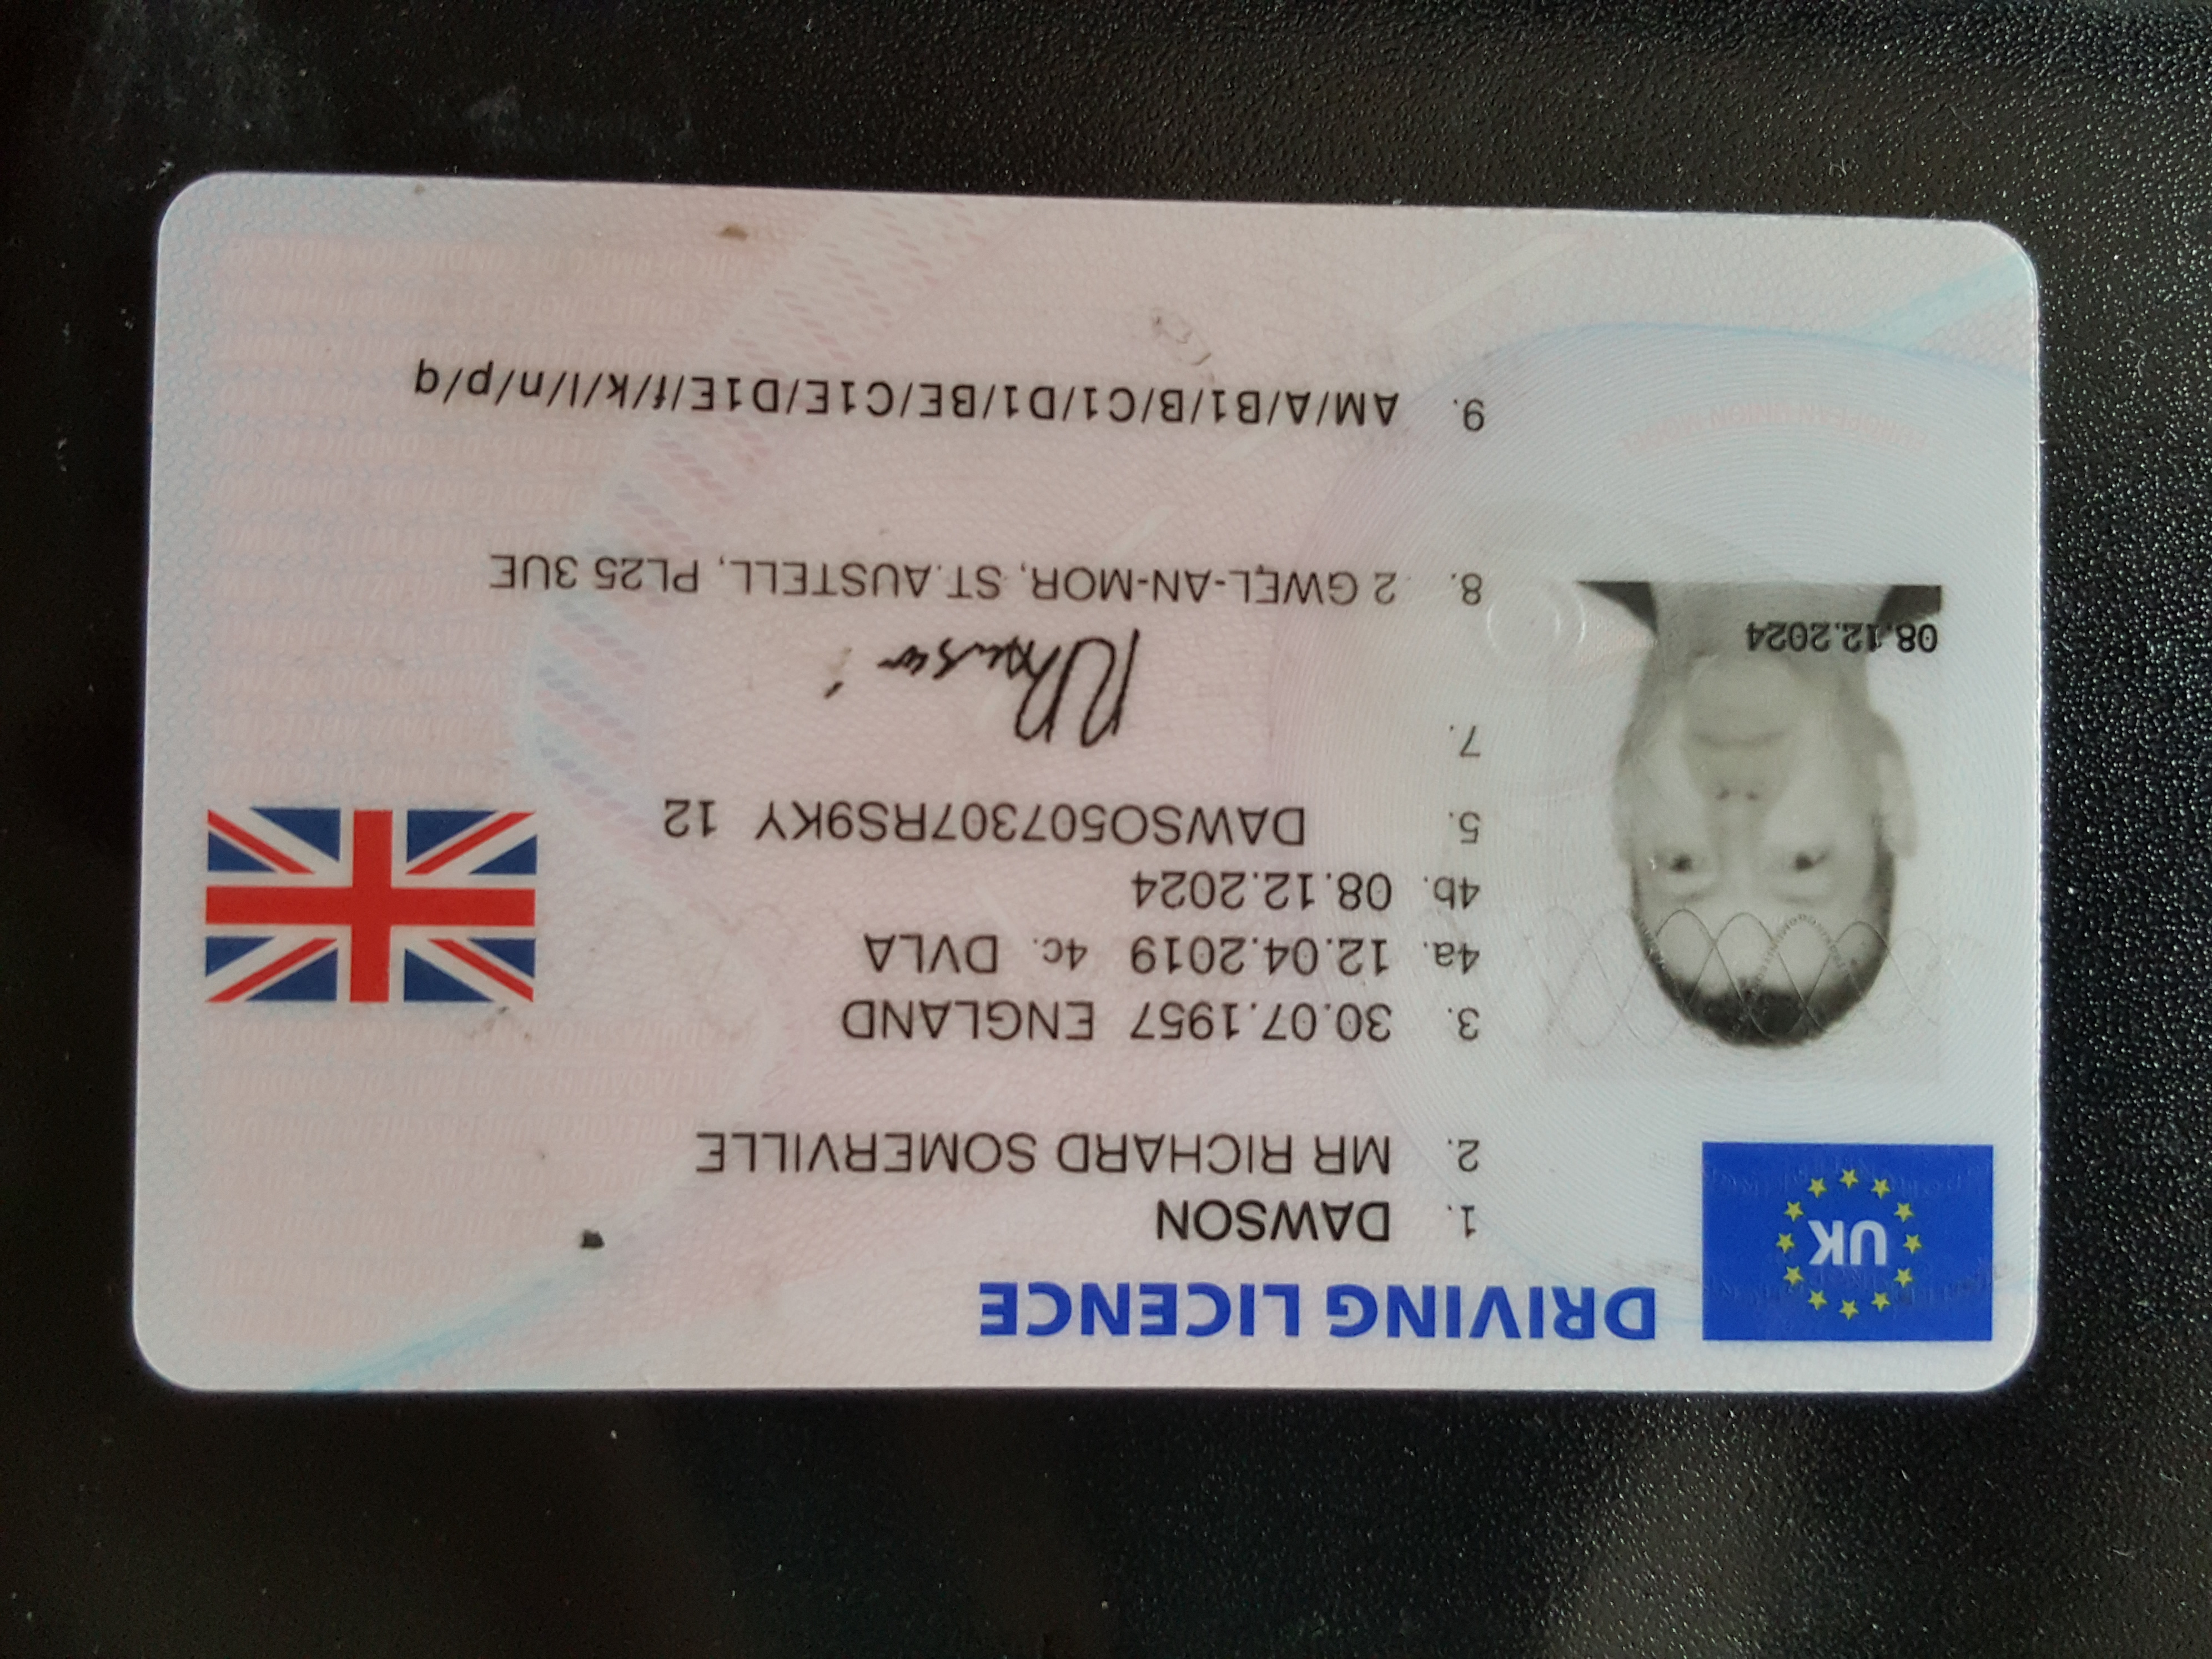 UK
DRIVING LICENCE
1. DAWSON
2. MR RICHARD SOMERVILLE
3. 30.07.1957 ENGLAND
4a. 12.04.2019 4c. DVLA
4b. 08.12.2024
5. DAWSO507307RS9KY 12
7.
08.12.2024
8. 2 GWEL-AN-MOR, ST.AUSTELL, PL25 3UE
9. AM/A/B1/B/C1/D1/BE/C1E/D1E/f/k/l/n/p/q